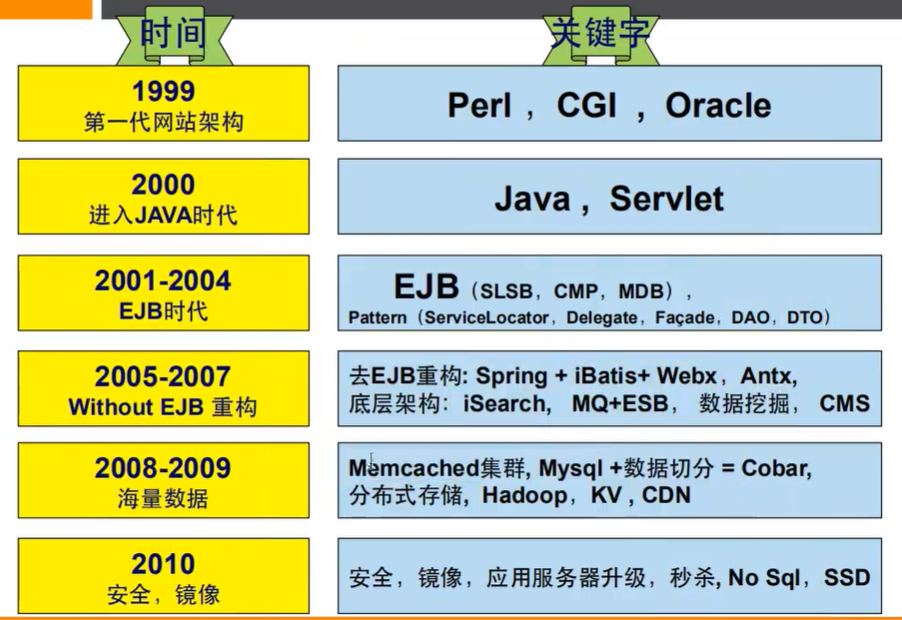 时间
关键字
1999
第一代网站架构
Perl，CGI ，Oracle
2000
进入JAVA时代
Java ，Servlet
2001-2004
EJB时代
EJB（SLSB，CMP，MDB），
Pattern（ServiceLocator，Delegate，Façade，DAO，DTO）
2005-2007
Without EJB 重构
去EJB重构: Spring + iBatis+ Webx，Antx,
底层架构：iSearch, MQ+ESB， 数据挖掘， CMS
2008-2009
海量数据
Memcached集群, Mysql +数据切分 = Cobar,
分布式存储, Hadoop，KV , CDN
2010
安全，镜像
安全，镜像，应用服务器升级，秒杀, No Sql，SSD